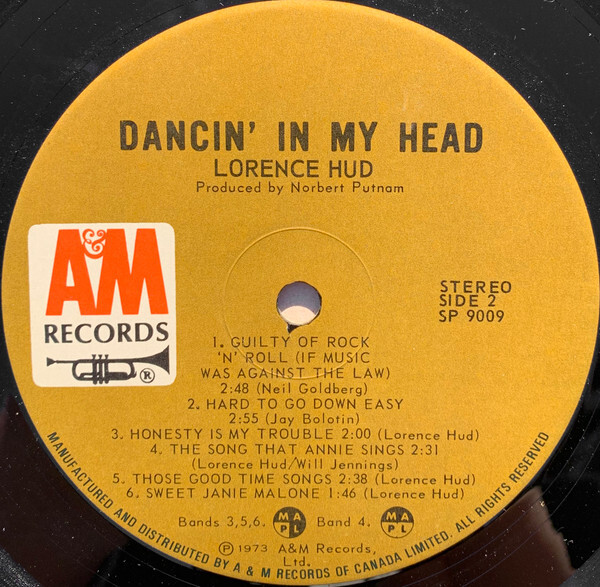 DANCIN' IN MY HEAD
LORENCE HUD
Produced by Norbert Putnam
A&M
RECORDS
®
STEREO
SIDE 2
SP 9009
1. GUILTY OF ROCK
'N' ROLL (IF MUSIC
WAS AGAINST THE LAW)
2:48 (Neil Goldberg)
2. HARD TO GO DOWN EASY
2:55 (Jay Bolotin)
3. HONESTY IS MY TROUBLE 2:00 (Lorence Hud)
4. THE SONG THAT ANNIE SINGS 2:31
(Lorence Hud/Will Jennings)
5. THOSE GOOD TIME SONGS 2:38 (Lorence Hud)
6. SWEET JANIE MALONE 1:46 (Lorence Hud)
Bands 3,5,6. MAPL Band 4. MAPL
℗ 1973 A&M Records,
Ltd.
MANUFACTURED AND DISTRIBUTED BY A & M RECORDS OF CANADA LIMITED. ALL RIGHTS RESERVED.